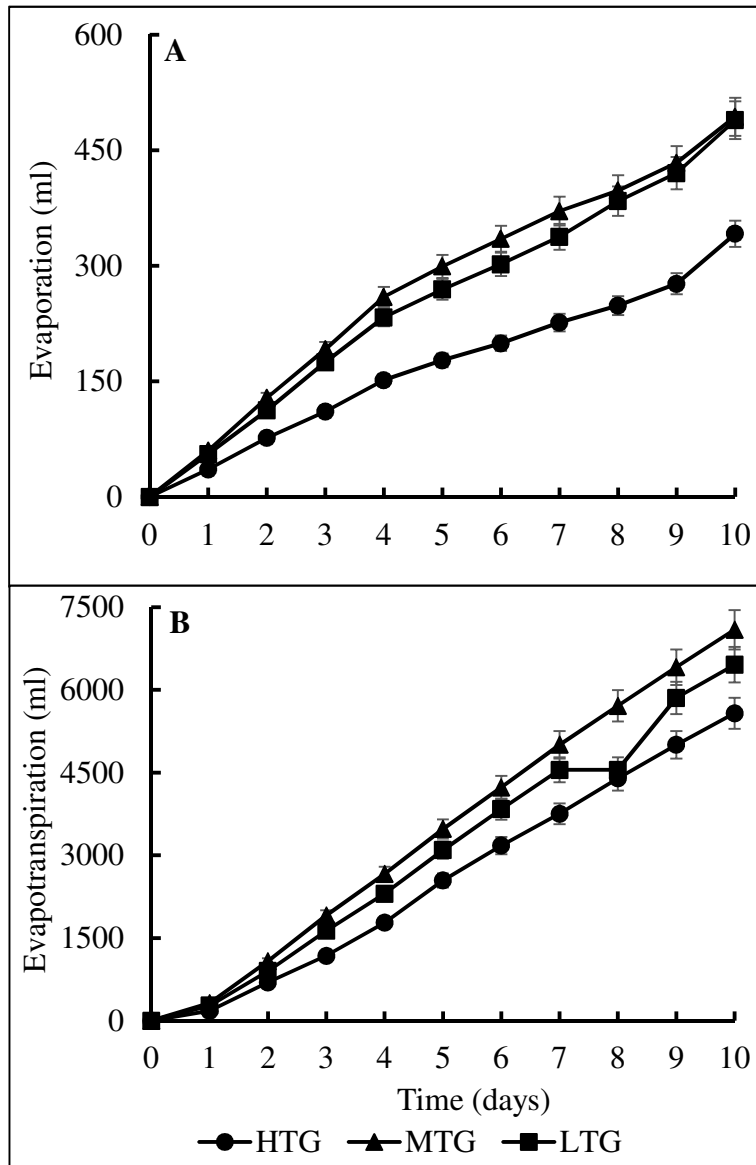 A
600
450
300
150
0
Evaporation (ml)
0 1 2 3 4 5 6 7 8 9 10
B
7500
6000
4500
3000
1500
0
Evapotranspiration (ml)
0 1 2 3 4 5 6 7 8 9 10
Time (days)
HTG MTG LTG